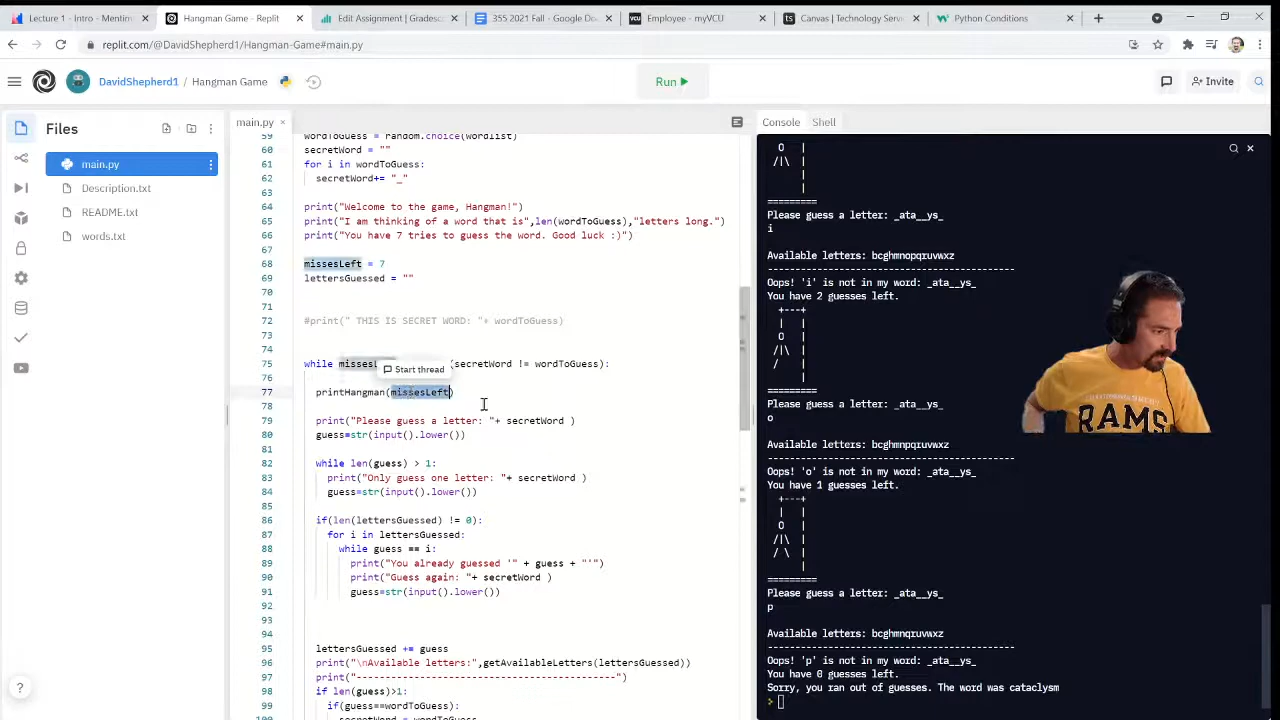 Lecture 1 - Intro - Mentim
Hangman Game - Replit
Edit Assignment | Gradesc
355 2021 Fall - Google Do
Employee - myVCU
Canvas | Technology Serv
Python Conditions
replit.com/@DavidShepherd1/Hangman-Game#main.py
DavidShepherd1 / Hangman Game
Run
Invite
Files
main.py
Description.txt
README.txt
words.txt
main.py
59 wordToGuess = random.choice(wordlist)
60 secretWord = ""
61 for i in wordToGuess:
62 secretWord+= "_"
63
64 print("Welcome to the game, Hangman!")
65 print("I am thinking of a word that is",len(wordToGuess),"letters long.")
66 print("You have 7 tries to guess the word. Good luck :)")
67
68 missesLeft = 7
69 lettersGuessed = ""
70
71
72 #print(" THIS IS SECRET WORD: "+ wordToGuess)
73
74
75 while missesL (secretWord != wordToGuess):
Start thread
76
77 printHangman(missesLeft)
78
79 print("Please guess a letter: "+ secretWord )
80 guess=str(input().lower())
81
82 while len(guess) > 1:
83 print("Only guess one letter: "+ secretWord )
84 guess=str(input().lower())
85
86 if(len(lettersGuessed) != 0):
87 for i in lettersGuessed:
88 while guess == i:
89 print("You already guessed '" + guess + "'")
90 print("Guess again: "+ secretWord )
91 guess=str(input().lower())
92
93
94
95 lettersGuessed += guess
96 print("\nAvailable letters:",getAvailableLetters(lettersGuessed))
97 print("-----------------------------------------")
98 if len(guess)>1:
99 if(guess==wordToGuess):
100 secretWord = wordToGuess
Console
Shell
O |
/|\ |
|
|
=========
Please guess a letter: _ata__ys_
i
Available letters: bcghmnopqruvwxz
-----------------------------------------
Oops! 'i' is not in my word: _ata__ys_
You have 2 guesses left.
+---+
| |
O |
/|\ |
/ |
|
=========
Please guess a letter: _ata__ys_
o
Available letters: bcghmnpqruvwxz
-----------------------------------------
Oops! 'o' is not in my word: _ata__ys_
You have 1 guesses left.
+---+
| |
O |
/|\ |
/ \ |
|
=========
Please guess a letter: _ata__ys_
p
Available letters: bcghmnqruvwxz
-----------------------------------------
Oops! 'p' is not in my word: _ata__ys_
You have 0 guesses left.
Sorry, you ran out of guesses. The word was cataclysm
>
RAMS
?